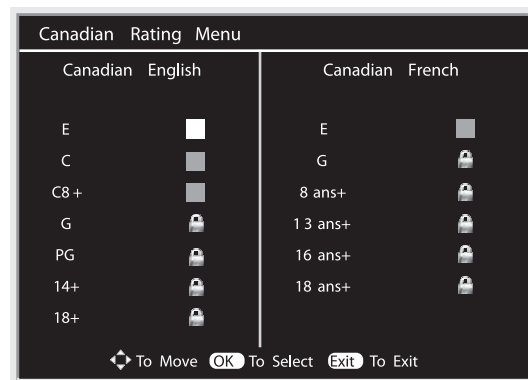 Canadian Rating Menu
Canadian English
E
C
C8 +
G
PG
14+
18+
Canadian French
E
G
8 ans+
13 ans+
16 ans+
18 ans+
To Move OK To Select Exit To Exit